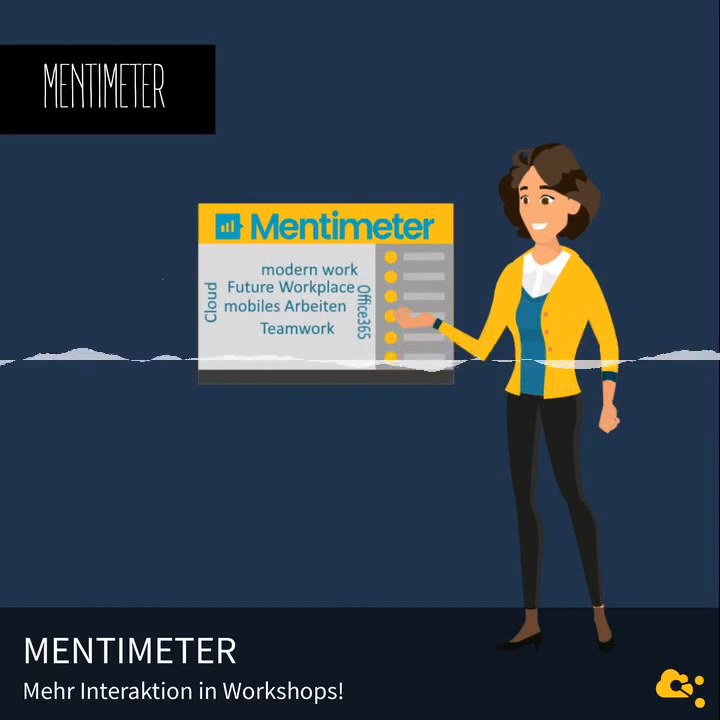 MENTIMETER
Mentimeter
modern work
Future Workplace
mobiles Arbeiten
Teamwork
Cloud
Office365
MENTIMETER
Mehr Interaktion in Workshops!